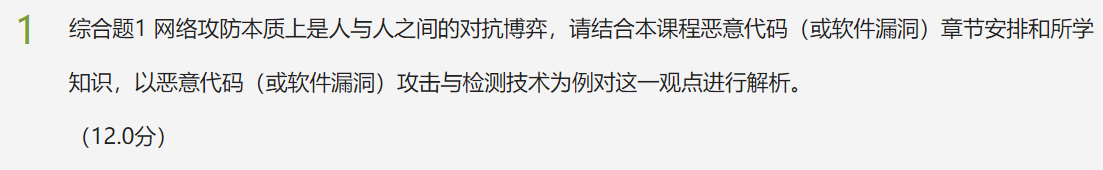 1 综合题1 网络攻防本质上是人与人之间的对抗博弈，请结合本课程恶意代码（或软件漏洞）章节安排和所学
知识，以恶意代码（或软件漏洞）攻击与检测技术为例对这一观点进行解析。
（12.0分）